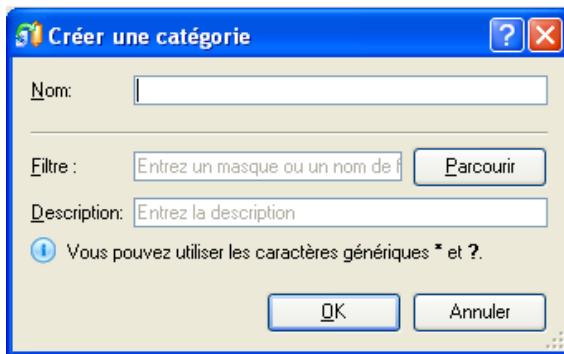 Créer une catégorie
Nom:
Filtre : Entrez un masque ou un nom de f Parcourir
Description: Entrez la description
Vous pouvez utiliser les caractères génériques * et ?.
OK Annuler